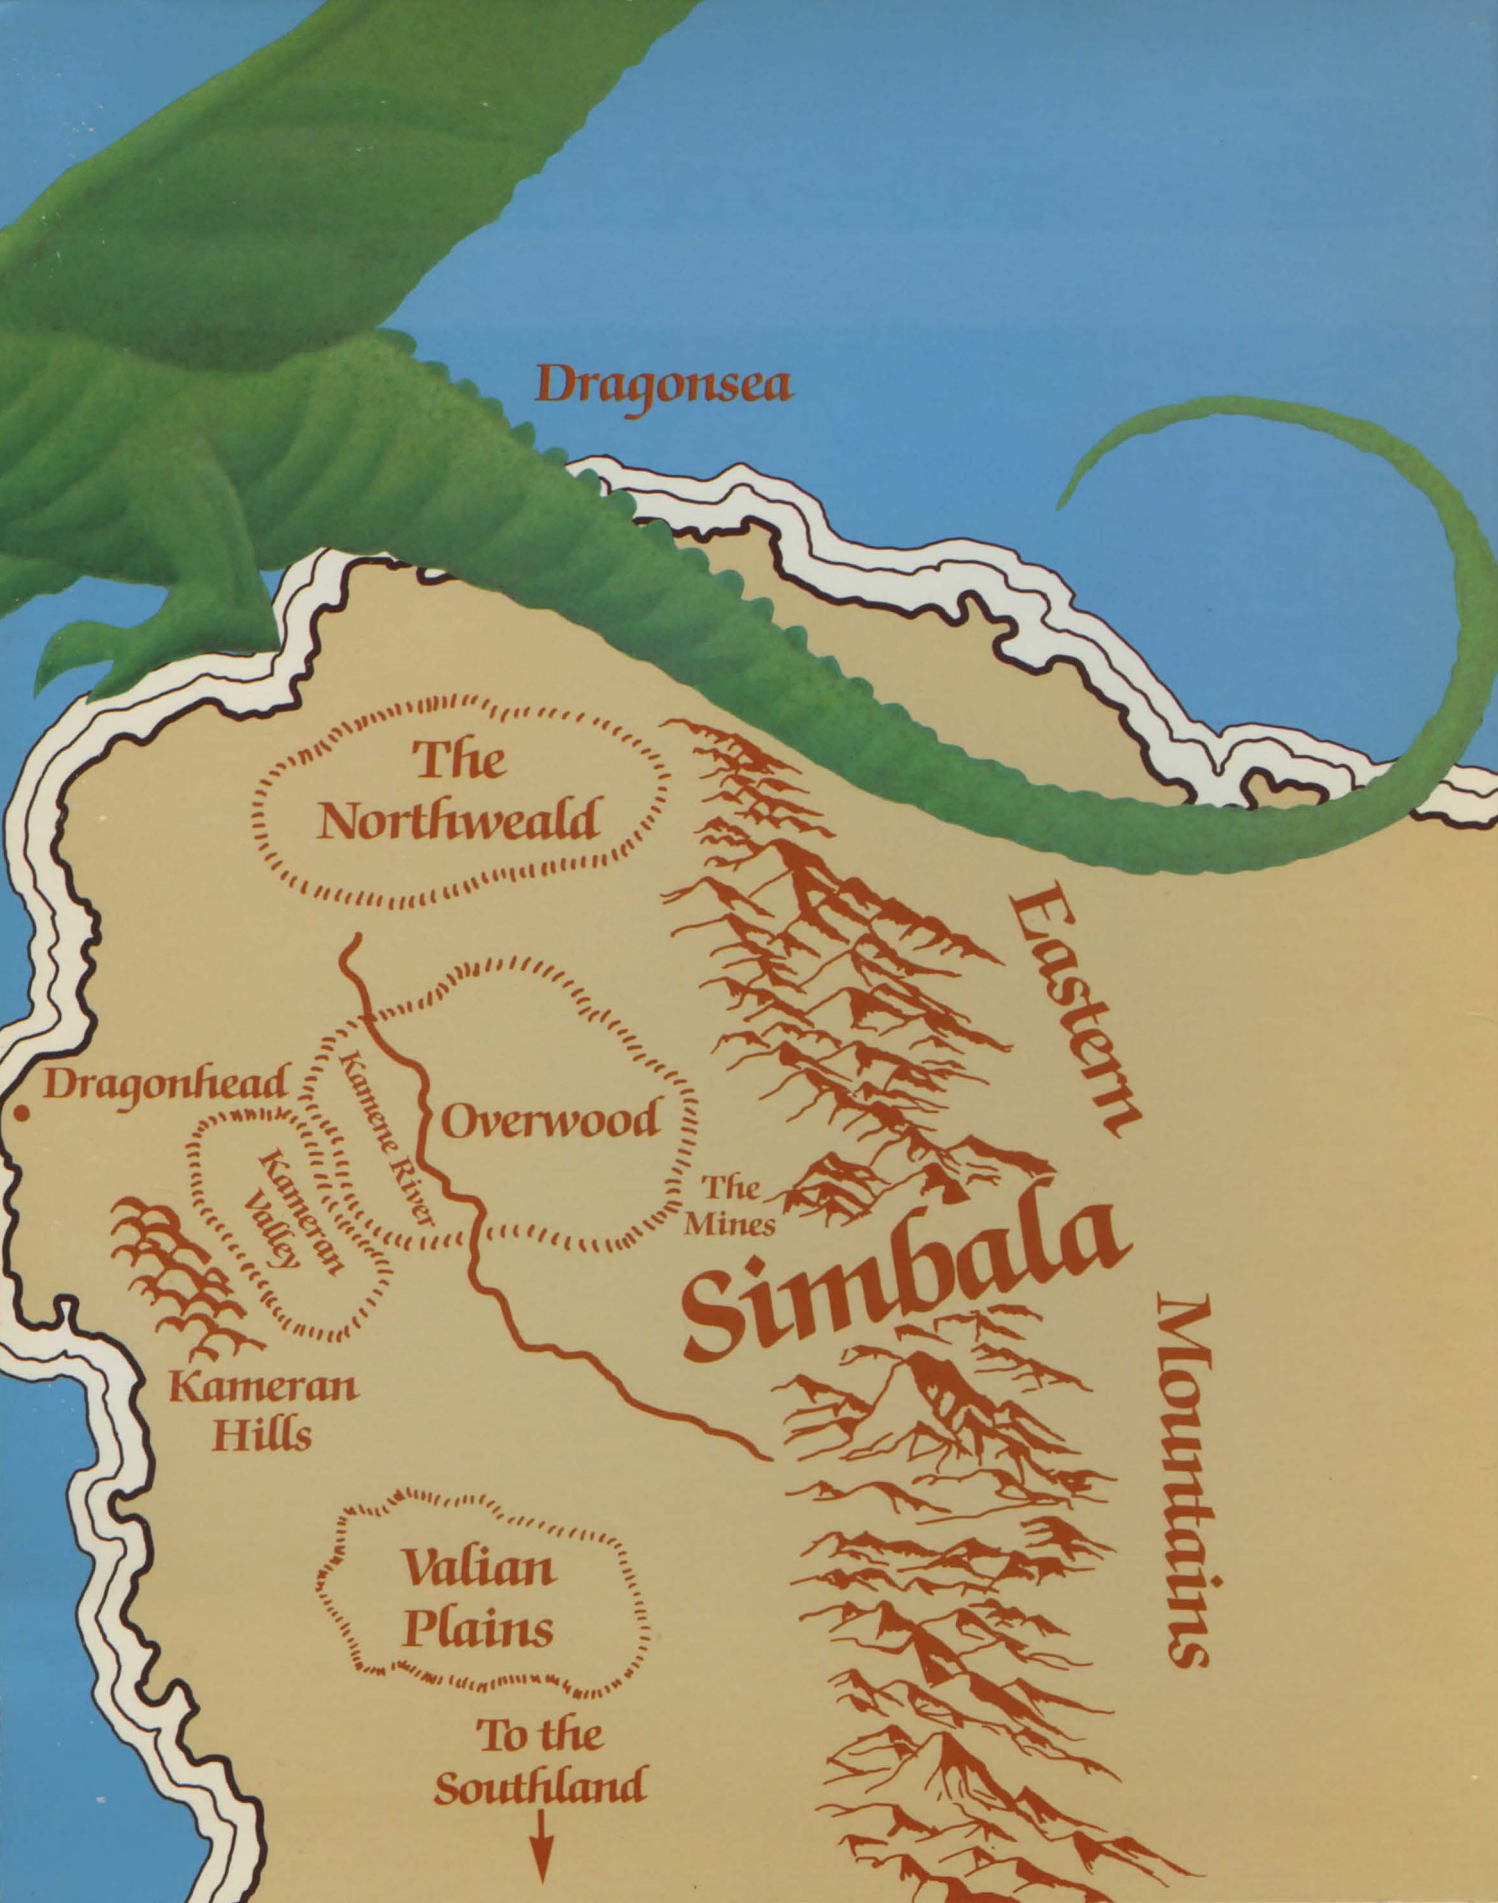 Dragonsea
The
Northweald
Eastern
Dragonhead
Kamene River
Overwood
Kameran
Valley
The
Mines
Simbala
Mountains
Kameran
Hills
Valian
Plains
To the
Southland